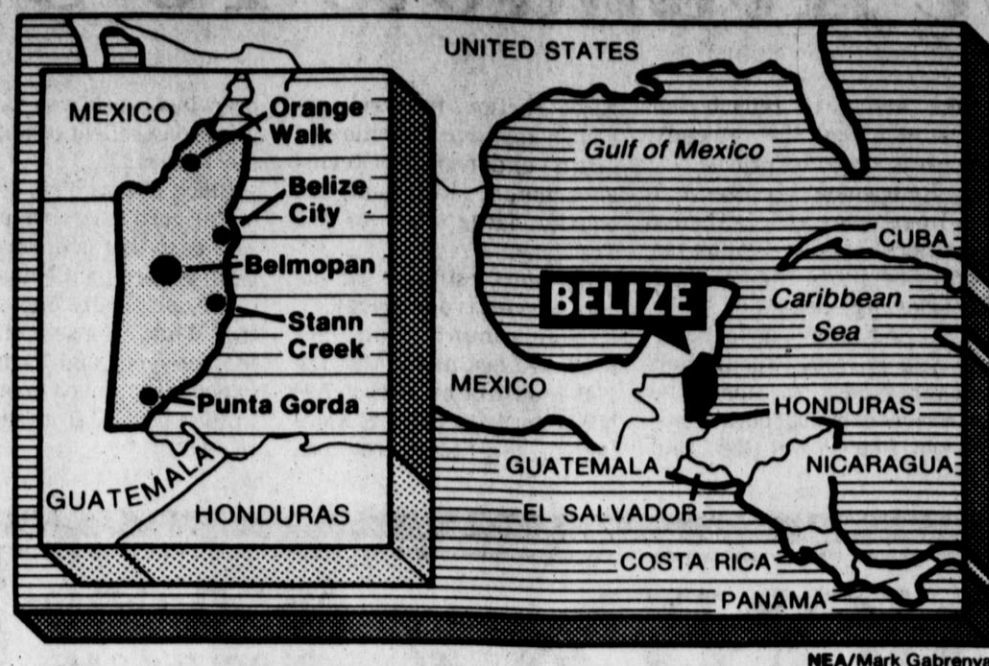 MEXICO
Orange
Walk
Belize
City
Belmopan
Stann
Creek
Punta Gorda
GUATEMALA
HONDURAS
UNITED STATES
Gulf of Mexico
CUBA
BELIZE
Caribbean
Sea
MEXICO
HONDURAS
GUATEMALA
NICARAGUA
EL SALVADOR
COSTA RICA
PANAMA
NEA/Mark Gabrenya